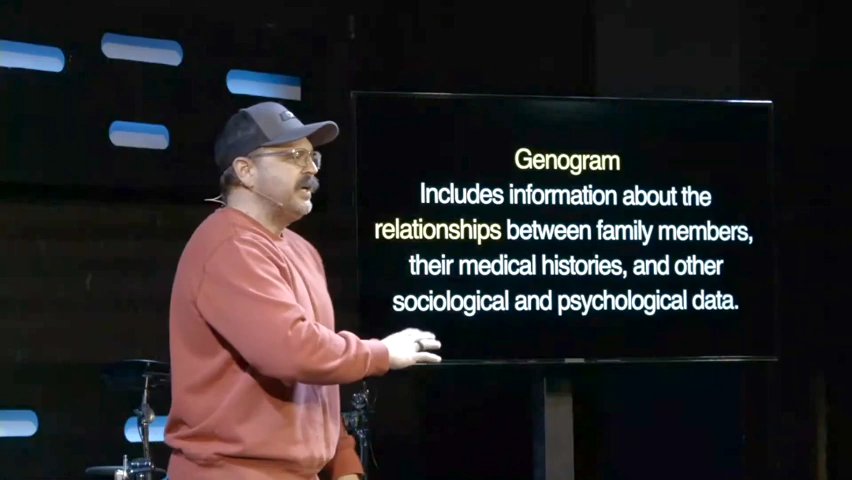 Genogram
Includes information about the
relationships between family members,
their medical histories, and other
sociological and psychological data.